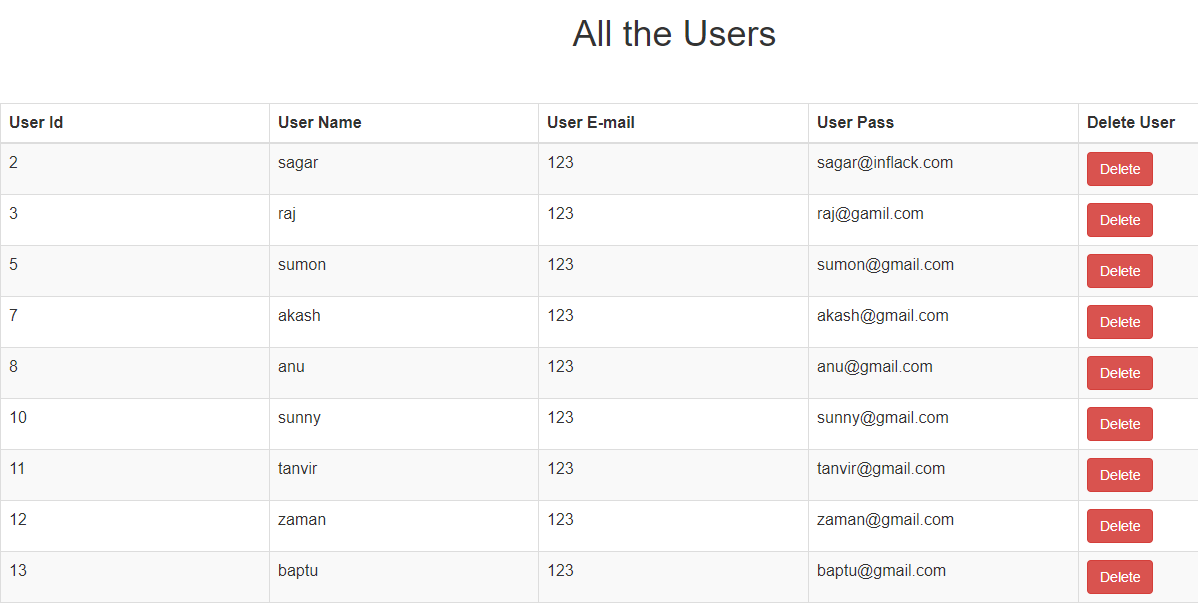 All the Users
User Id User Name User E-mail User Pass Delete User
2 sagar 123 sagar@inflack.com Delete
3 raj 123 raj@gamil.com Delete
5 sumon 123 sumon@gmail.com Delete
7 akash 123 akash@gmail.com Delete
8 anu 123 anu@gmail.com Delete
10 sunny 123 sunny@gmail.com Delete
11 tanvir 123 tanvir@gmail.com Delete
12 zaman 123 zaman@gmail.com Delete
13 baptu 123 baptu@gmail.com Delete